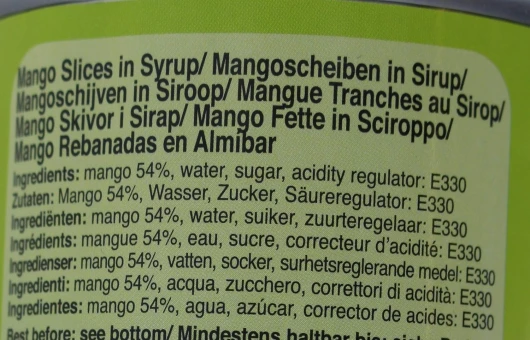 Mango Slices in Syrup/ Mangoscheiben in Sirup/
Mangoschijven in Siroop/ Mangue Tranches au Sirop/
Mango Skivor i Sirap/ Mango Fette in Sciroppo/
Mango Rebanadas en Almibar
Ingredients: mango 54%, water, sugar, acidity regulator: E330
Zutaten: Mango 54%, Wasser, Zucker, Säureregulator: E330
Ingrediënten: mango 54%, water, suiker, zuurteregelaar: E330
Ingrédients: mangue 54%, eau, sucre, correcteur d'acidité: E330
Ingredienser: mango 54%, vatten, socker, surhetsreglerande medel: E330
Ingredienti: mango 54%, acqua, zucchero, correttori di acidità: E330
Ingredientes: mango 54%, agua, azúcar, corrector de acides: E330
Best before: see bottom/ Mindestens haltbar bis: